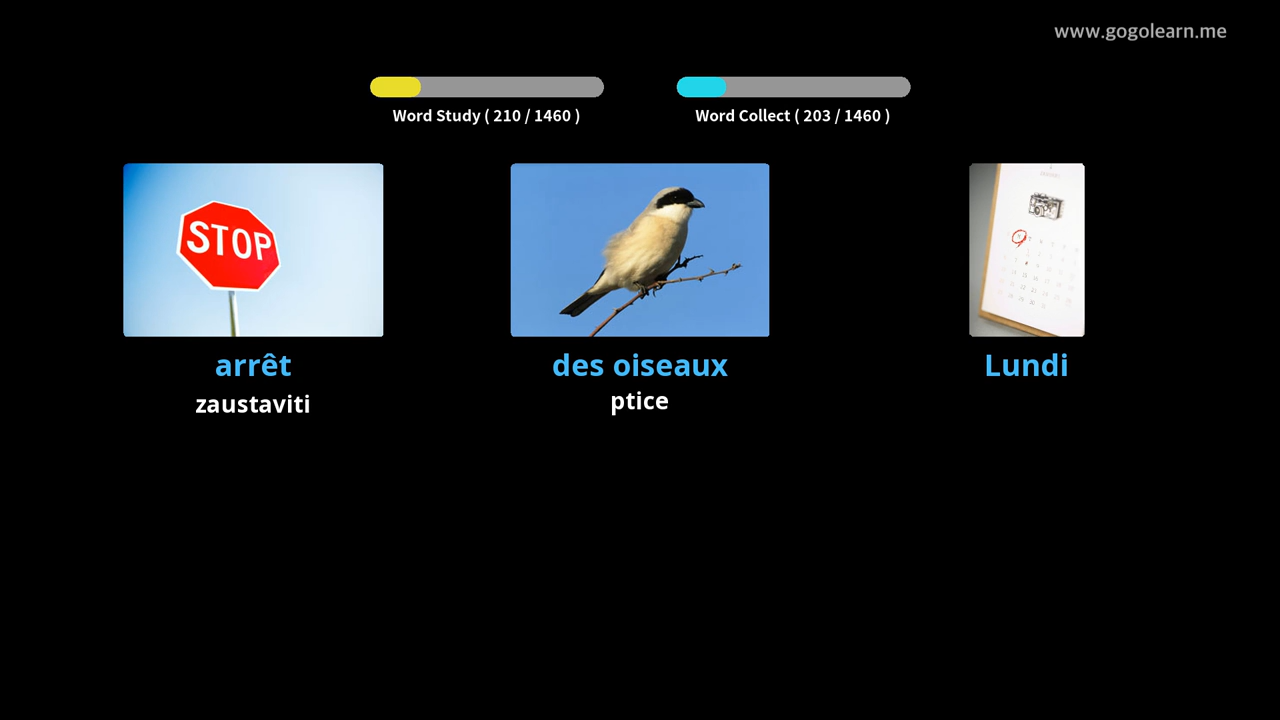 www.gogolearn.me
Word Study ( 210 / 1460 )
Word Collect ( 203 / 1460 )
STOP
arrêt
des oiseaux
Lundi
zaustaviti
ptice